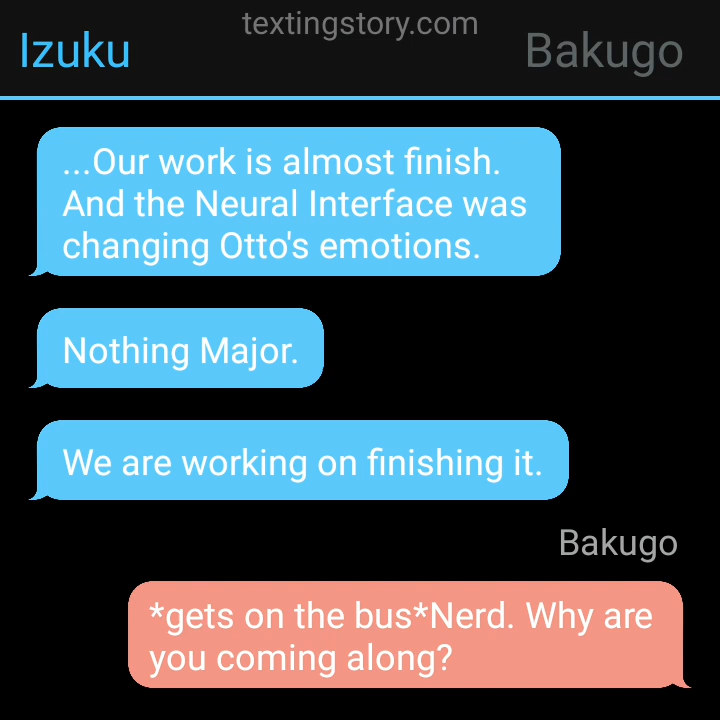 textingstory.com
Izuku
Bakugo
...Our work is almost finish.
And the Neural Interface was
changing Otto's emotions.
Nothing Major.
We are working on finishing it.
Bakugo
*gets on the bus*Nerd. Why are
you coming along?